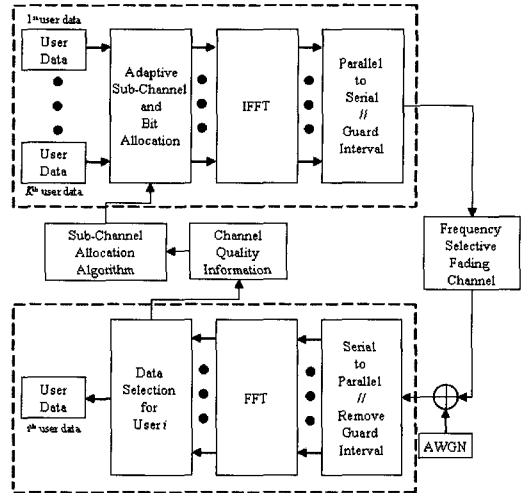 1st user data
User
Data
Adaptive
Sub-Channel
and
Bit
Allocation
IFFT
Parallel
to
Serial
//
Guard
Interval
User
Data
Kth user data
Sub-Channel
Allocation
Algorithm
Channel
Quality
Information
Frequency
Selective
Fading
Channel
User
Data
ith user data
Data
Selection
for
User i
FFT
Serial
to
Parallel
//
Remove
Guard
Interval
AWGN